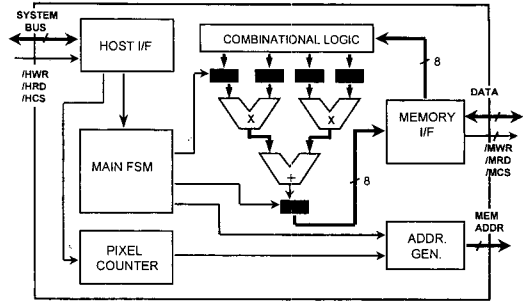 SYSTEM
BUS
HOST I/F
/HWR
/HRD
/HCS
COMBINATIONAL LOGIC
8
DATA
X
X
MEMORY
I/F
/MWR
/MRD
/MCS
MAIN FSM
+
8
MEM
ADDR
PIXEL
COUNTER
ADDR.
GEN.